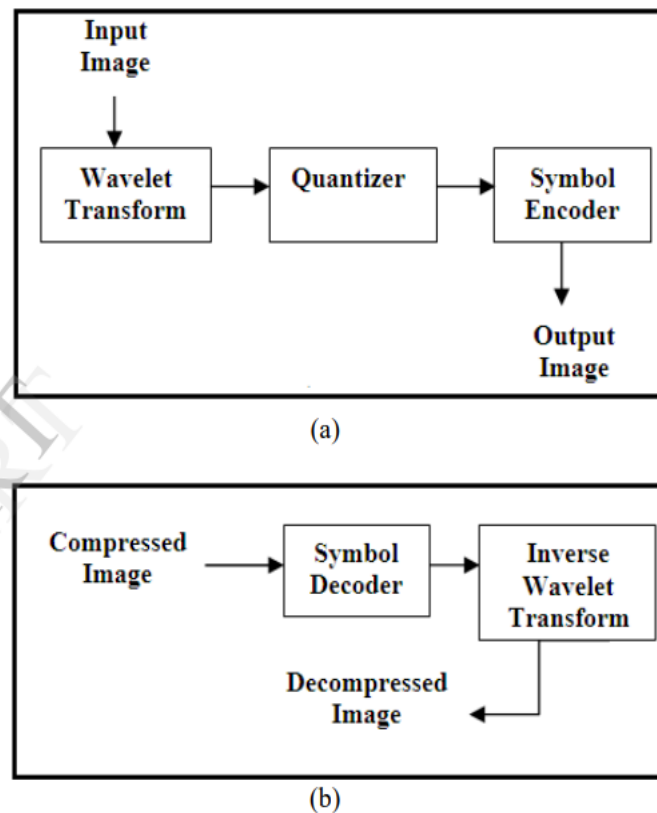 Input
Image
Wavelet
Transform
Quantizer
Symbol
Encoder
Output
Image
(a)
Compressed
Image
Symbol
Decoder
Inverse
Wavelet
Transform
Decompressed
Image
(b)